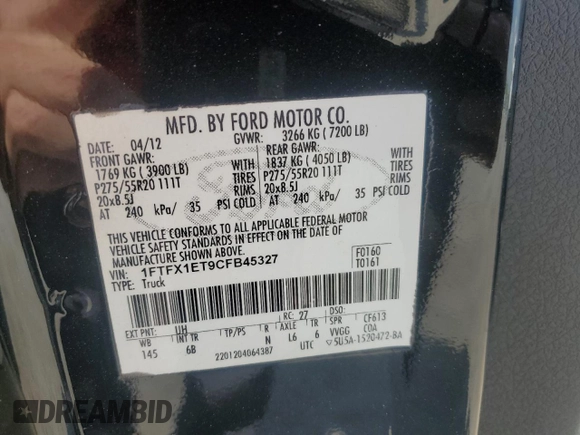 MFD. BY FORD MOTOR CO.
DATE: 04/12 GVWR: 3266 KG ( 7200 LB)
FRONT GAWR: REAR GAWR:
1769 KG ( 3900 LB) 1837 KG ( 4050 LB)
P275/55R20 111T TIRES P275/55R20 111T TIRES
20x8.5J RIMS 20x8.5J RIMS
AT 240 kPa/ 35 PSI COLD AT 240 kPa/ 35 PSI COLD
THIS VEHICLE CONFORMS TO ALL APPLICABLE FEDERAL MOTOR
VEHICLE SAFETY STANDARDS IN EFFECT ON THE DATE OF
MANUFACTURE SHOWN ABOVE.
VIN: 1FTFX1ET9CFB45327 F0160
TYPE: Truck T0161
EXT PNT: UH RC: 27 DSO:
WB INT TR TP/PS R AXLE TR SPR CF613
145 6B N L6 6 VVGG COA
2201204064387 UTC 5U5A-1520472-BA
DREAMBID